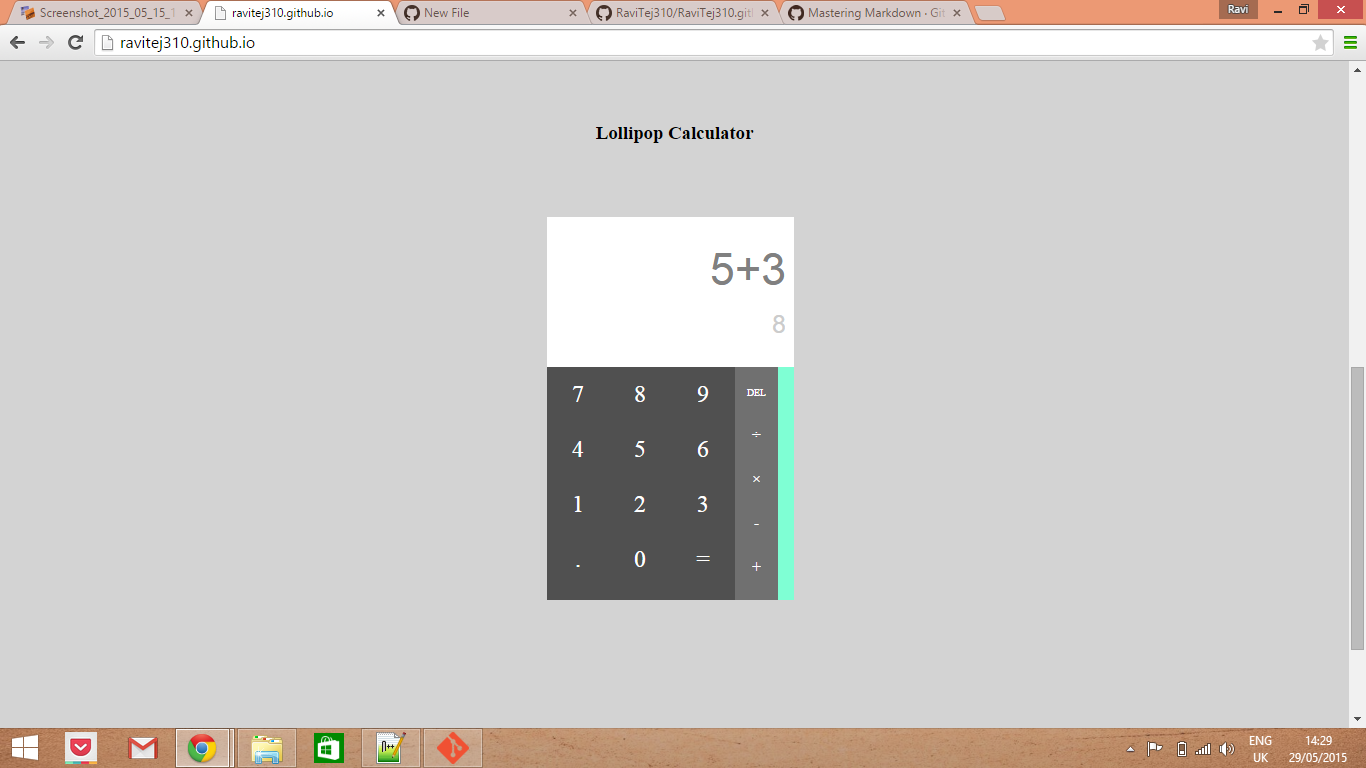 Screenshot_2015_05_15_1
ravitej310.github.io
New File
RaviTej310/RaviTej310.git
Mastering Markdown · Git
Ravi
ravitej310.github.io
Lollipop Calculator
5+3
8
7 8 9 DEL
÷
4 5 6
×
1 2 3
-
. 0 =
+
ENG
UK
14:29
29/05/2015